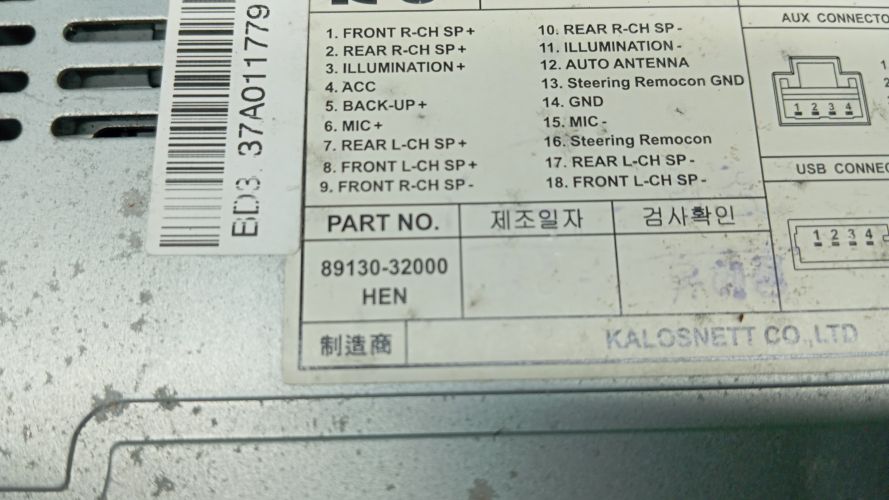 BD3. 37A011779
1. FRONT R-CH SP+
2. REAR R-CH SP+
3. ILLUMINATION+
4. ACC
5. BACK-UP+
6. MIC+
7. REAR L-CH SP+
8. FRONT L-CH SP+
9. FRONT R-CH SP-
10. REAR R-CH SP-
11. ILLUMINATION-
12. AUTO ANTENNA
13. Steering Remocon GND
14. GND
15. MIC-
16. Steering Remocon
17. REAR L-CH SP-
18. FRONT L-CH SP-
AUX CONNECTO
1 2 3 4
USB CONNEC
1 2 3 4
PART NO. 제조일자 검사확인
89130-32000
HEN
制造商 KALOSNETT CO.,LTD